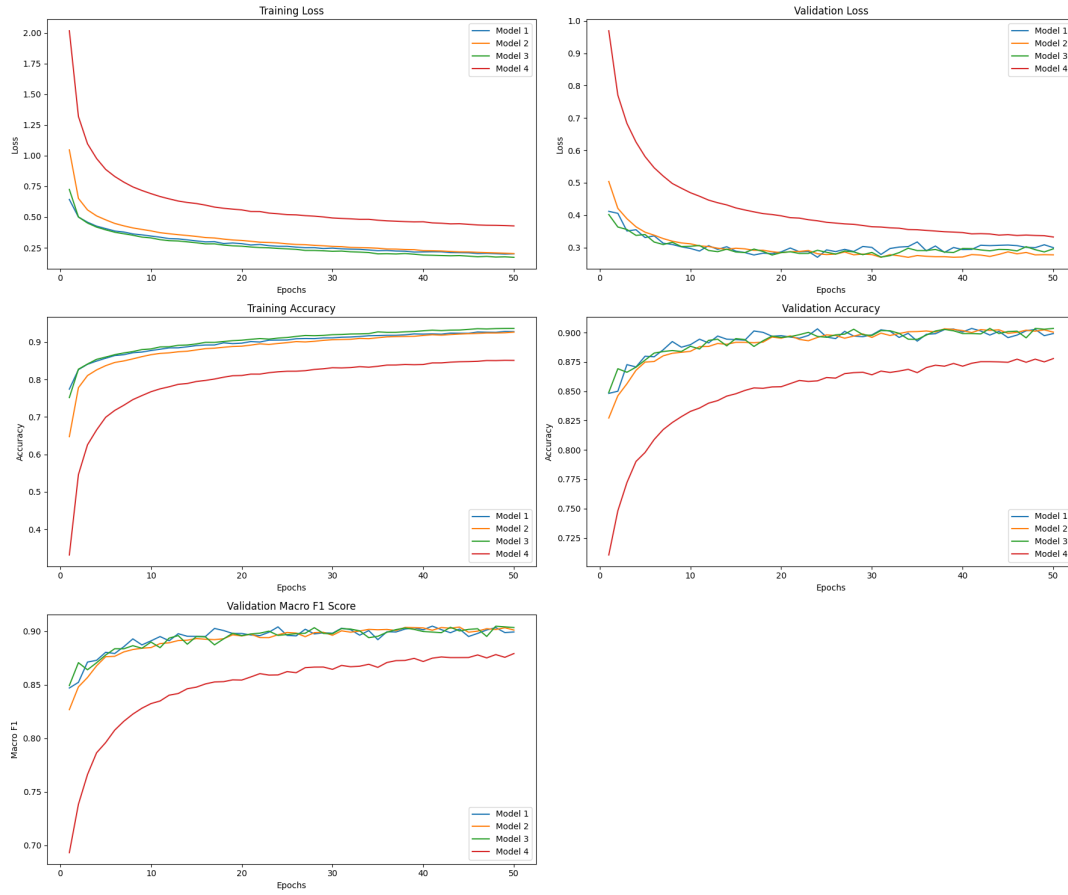 Training Loss
2.00
1.75
1.50
1.25
1.00
0.75
0.50
0.25
Loss
0
10
20
30
40
50
Epochs
Model 1
Model 2
Model 3
Model 4
Validation Loss
1.0
0.9
0.8
0.7
0.6
0.5
0.4
0.3
Loss
0
10
20
30
40
50
Epochs
Model 1
Model 2
Model 3
Model 4
Training Accuracy
0.9
0.8
0.7
0.6
0.5
0.4
Accuracy
0
10
20
30
40
50
Epochs
Model 1
Model 2
Model 3
Model 4
Validation Accuracy
0.900
0.875
0.850
0.825
0.800
0.775
0.750
0.725
Accuracy
0
10
20
30
40
50
Epochs
Model 1
Model 2
Model 3
Model 4
Validation Macro F1 Score
0.90
0.85
0.80
0.75
0.70
Macro F1
0
10
20
30
40
50
Epochs
Model 1
Model 2
Model 3
Model 4